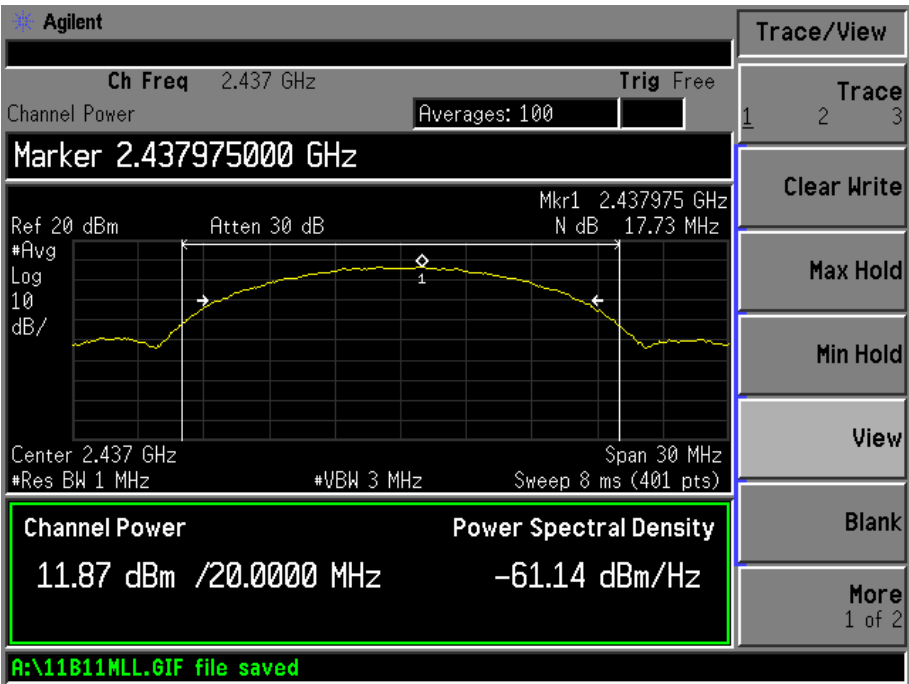 Agilent
Trace/View
Ch Freq 2.437 GHz Trig Free
Channel Power Averages: 100
Marker 2.437975000 GHz
Mkr1 2.437975 GHz
Ref 20 dBm Atten 30 dB N dB 17.73 MHz
#Avg
Log
10
dB/
1
Center 2.437 GHz Span 30 MHz
#Res BW 1 MHz #VBW 3 MHz Sweep 8 ms (401 pts)
Channel Power Power Spectral Density
11.87 dBm /20.0000 MHz -61.14 dBm/Hz
A:\11B11MLL.GIF file saved
Trace
1 2 3
Clear Write
Max Hold
Min Hold
View
Blank
More
1 of 2